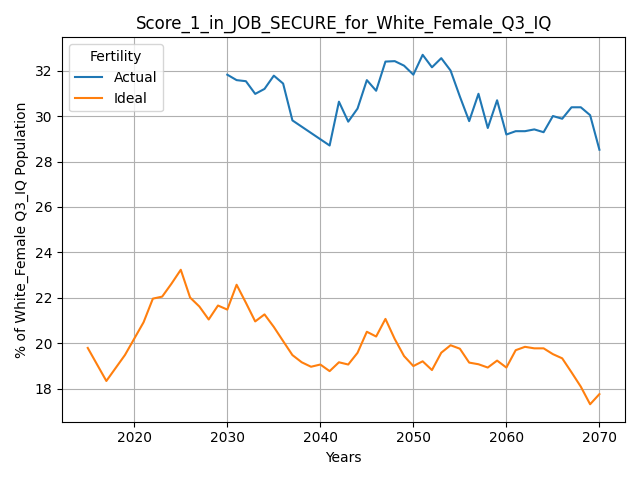 Score_1_in_JOB_SECURE_for_White_Female_Q3_IQ
Fertility
Actual
Ideal
% of White_Female Q3_IQ Population
32
30
28
26
24
22
20
18
2020
2030
2040
2050
2060
2070
Years